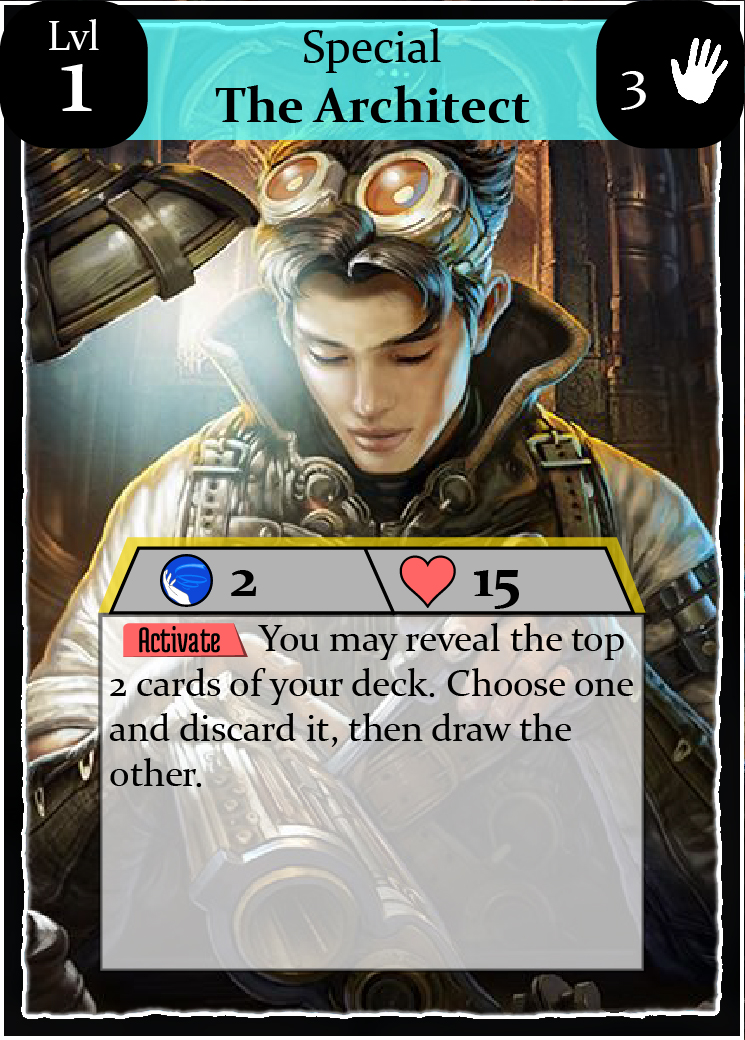 Lvl
1
Special
The Architect
3
2
15
Activate You may reveal the top
2 cards of your deck. Choose one
and discard it, then draw the
other.